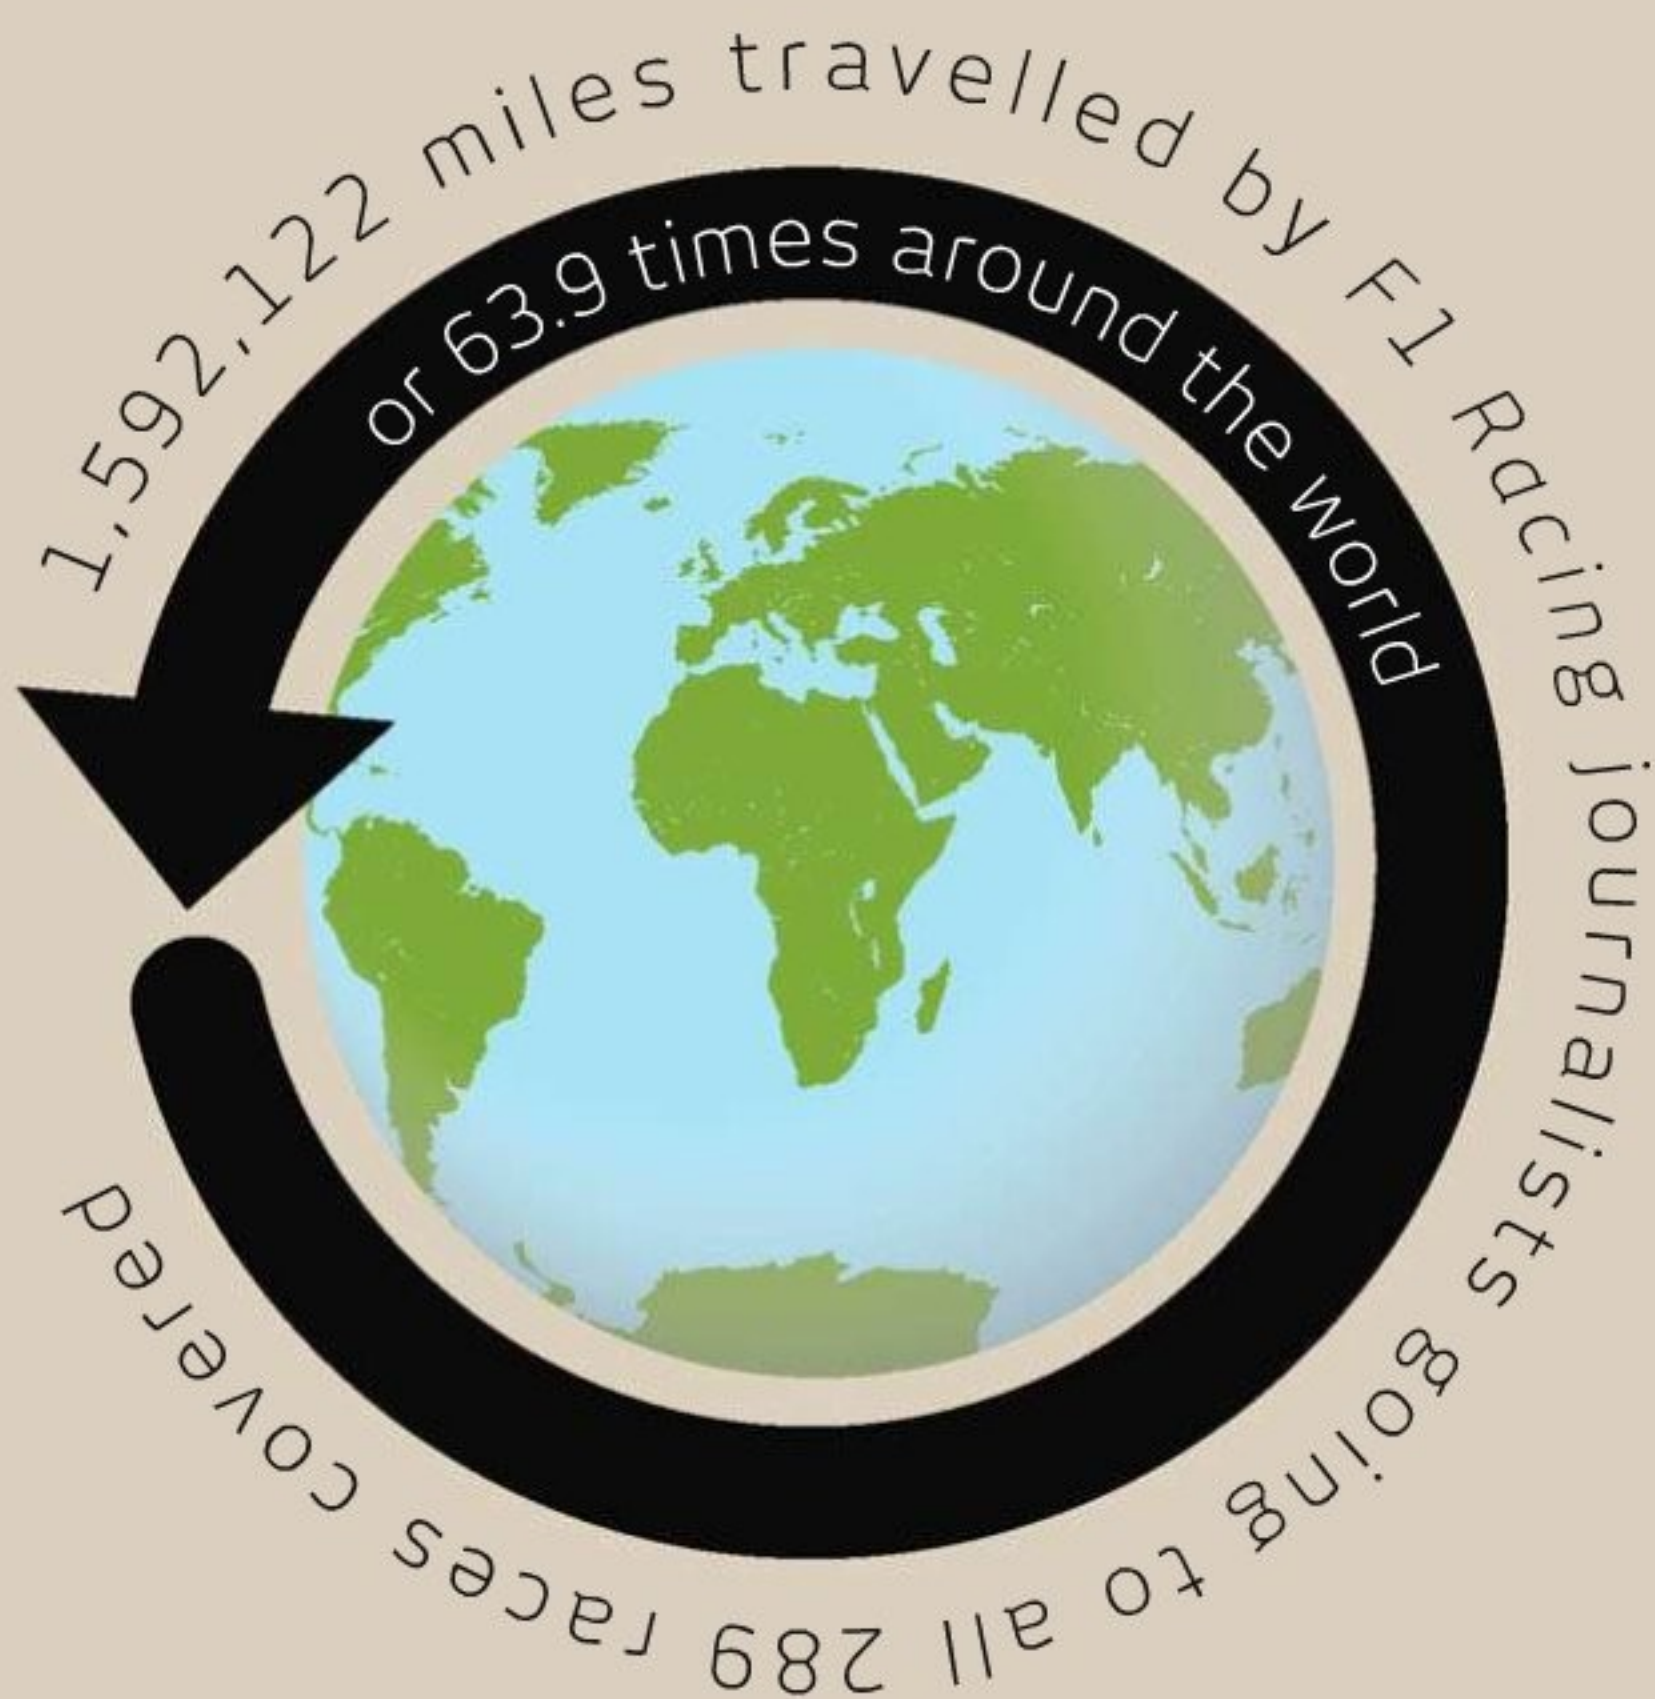 1,592,122 miles travelled by F1 Racing journalists going to all 289 races covered
or 63.9 times around the world